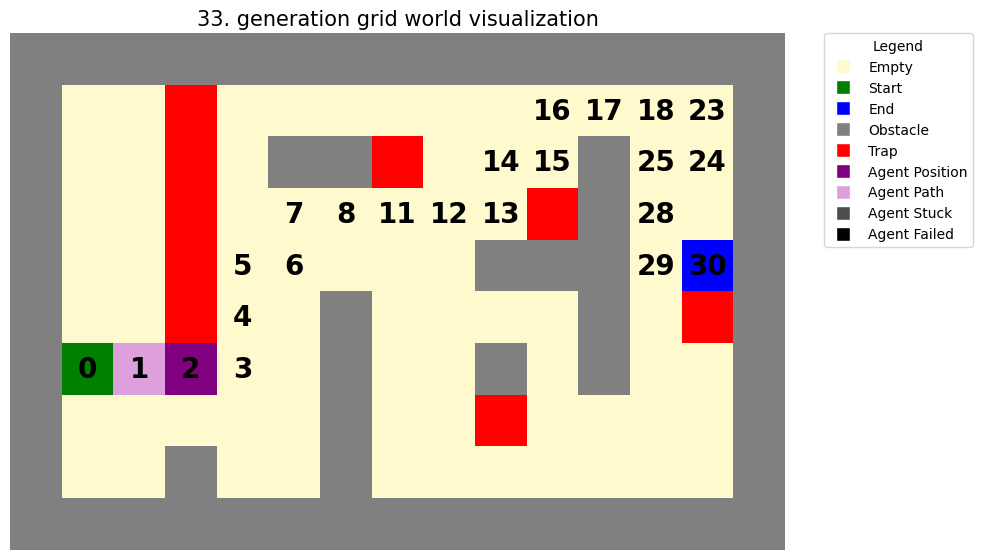 33. generation grid world visualization
16 17 18 23
14 15 25 24
7 8 11 12 13 28
5 6 29 30
4
0 1 2 3
Legend
Empty
Start
End
Obstacle
Trap
Agent Position
Agent Path
Agent Stuck
Agent Failed